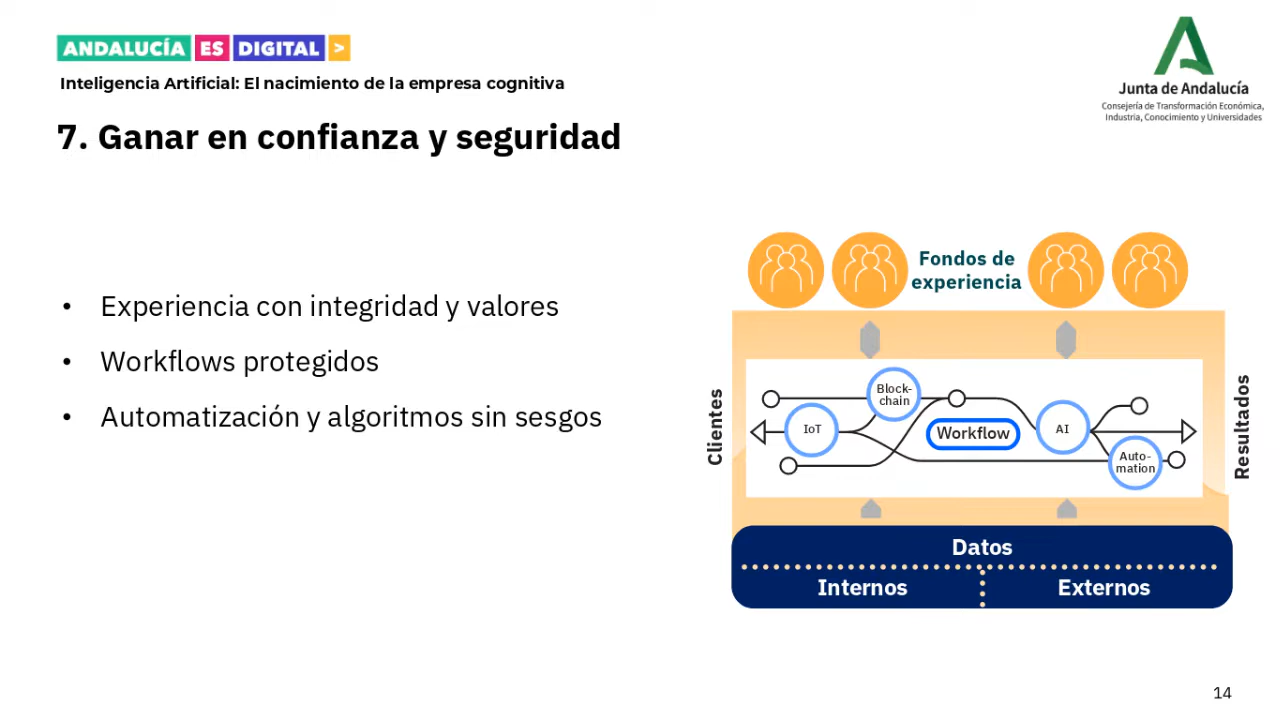 ANDALUCÍA ES DIGITAL >
Inteligencia Artificial: El nacimiento de la empresa cognitiva
Junta de Andalucía
Consejería de Transformación Económica,
Industria, Conocimiento y Universidades
7. Ganar en confianza y seguridad
• Experiencia con integridad y valores
• Workflows protegidos
• Automatización y algoritmos sin sesgos
Fondos de
experiencia
Clientes
Block-
chain
IoT
Workflow
AI
Auto-
mation
Resultados
Datos
Internos
Externos
14